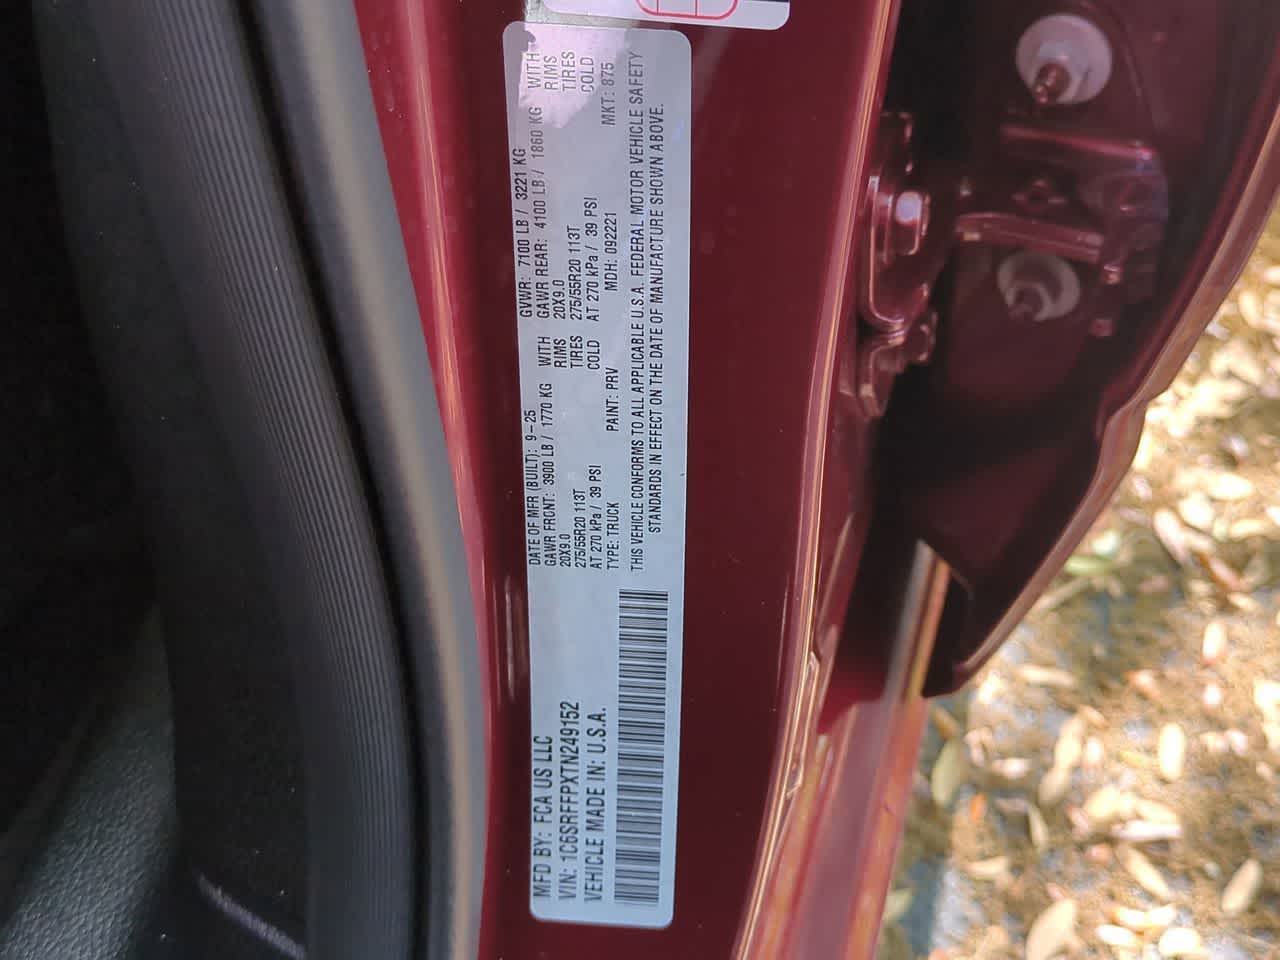 MFD BY: FCA US LLC
VIN: 1C6SRFFPXTN249152
VEHICLE MADE IN: U.S.A.
DATE OF MFR (BUILT): 9-25 GVWR: 7100 LB / 3221 KG
GAWR FRONT: 3900 LB / 1770 KG WITH GAWR REAR: 4100 LB / 1860 KG WITH
20X9.0 RIMS 20X9.0 RIMS
275/55R20 113T TIRES 275/55R20 113T TIRES
AT 270 kPa / 39 PSI COLD AT 270 kPa / 39 PSI COLD
TYPE: TRUCK PAINT: PRV MDH: 092221 MKT: 875
THIS VEHICLE CONFORMS TO ALL APPLICABLE U.S.A. FEDERAL MOTOR VEHICLE SAFETY
STANDARDS IN EFFECT ON THE DATE OF MANUFACTURE SHOWN ABOVE.